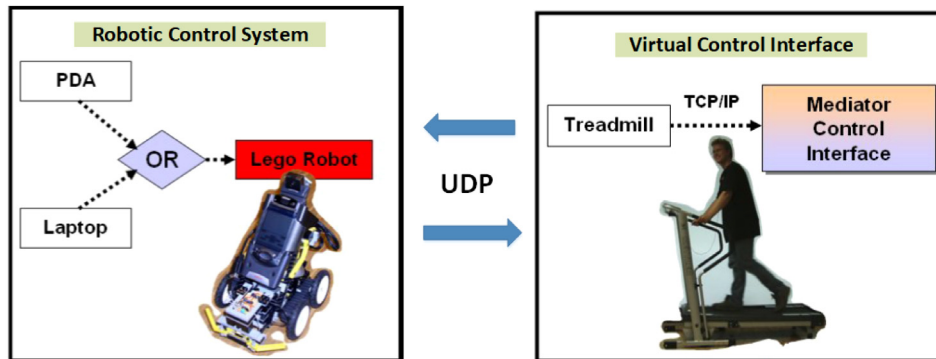 Robotic Control System
PDA
OR
Lego Robot
Laptop
UDP
Virtual Control Interface
Treadmill
TCP/IP
Mediator
Control
Interface